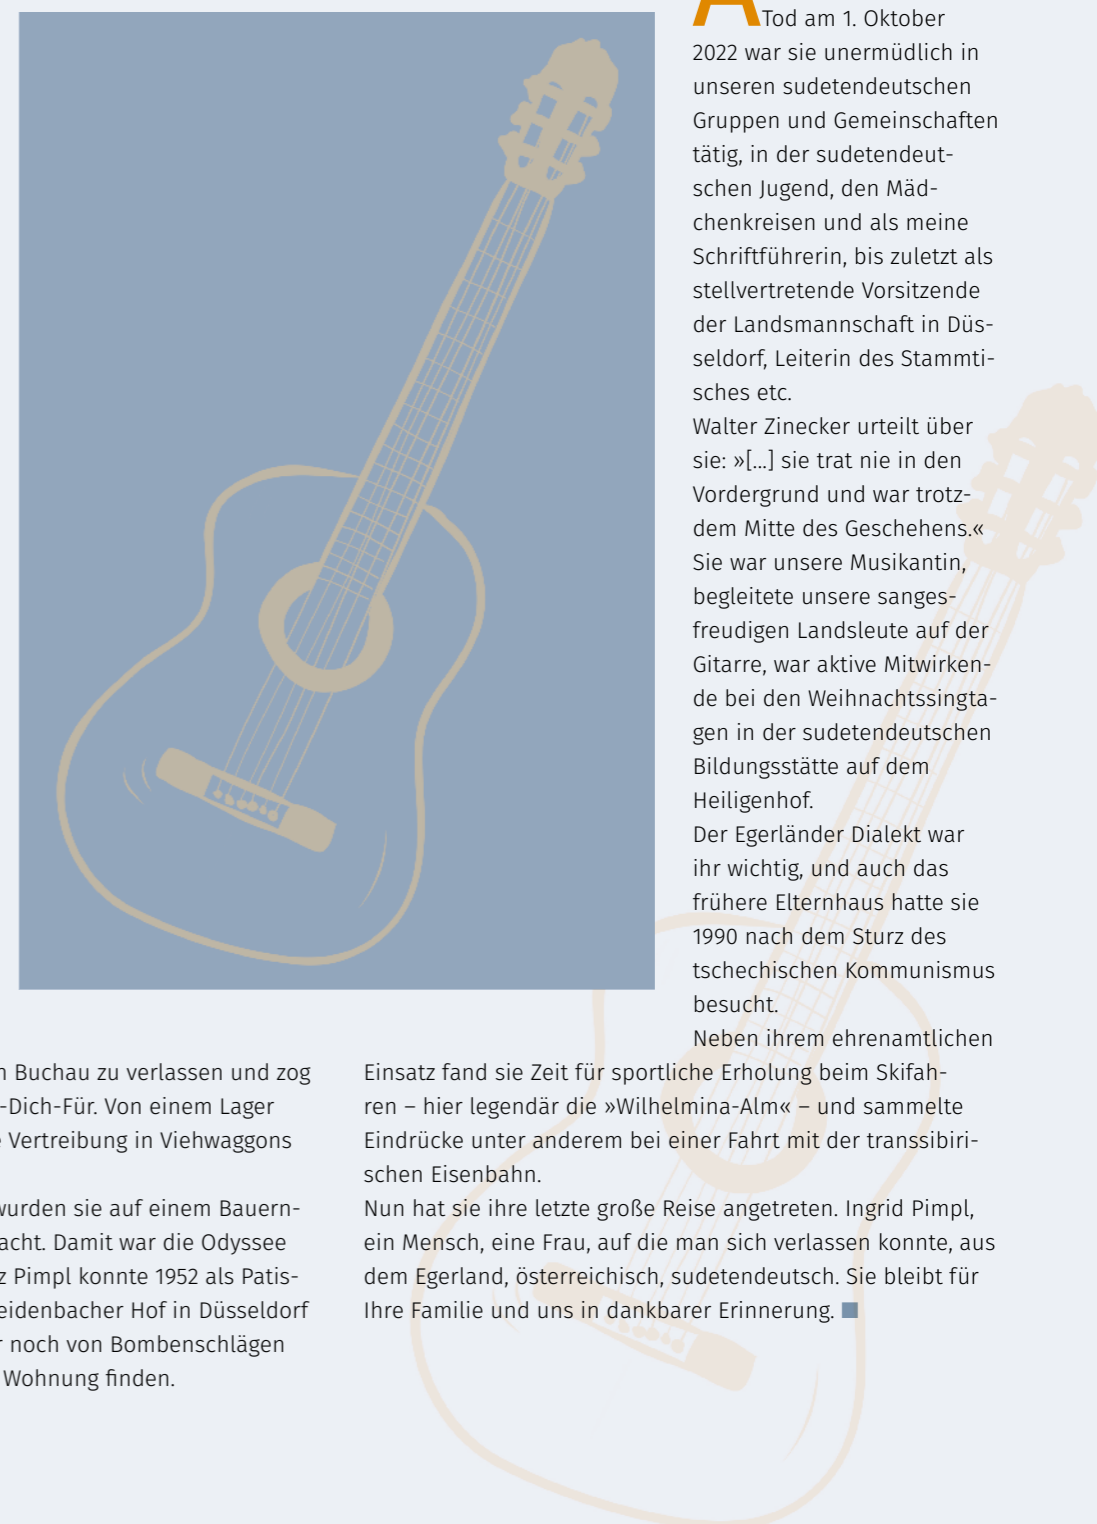 n Buchau zu verlassen und zog
-Dich-Für. Von einem Lager
e Vertreibung in Viehwaggons
wurden sie auf einem Bauern-
acht. Damit war die Odyssee
z Pimpl konnte 1952 als Patis-
eidenbacher Hof in Düsseldorf
r noch von Bombenschlägen
Wohnung finden.
A Tod am 1. Oktober
2022 war sie unermüdlich in
unseren sudetendeutschen
Gruppen und Gemeinschaften
tätig, in der sudetendeut-
schen Jugend, den Mäd-
chenkreisen und als meine
Schriftführerin, bis zuletzt als
stellvertretende Vorsitzende
der Landsmannschaft in Düs-
seldorf, Leiterin des Stammti-
sches etc.
Walter Zinecker urteilt über
sie: »[...] sie trat nie in den
Vordergrund und war trotz-
dem Mitte des Geschehens.«
Sie war unsere Musikantin,
begleitete unsere sanges-
freudigen Landsleute auf der
Gitarre, war aktive Mitwirken-
de bei den Weihnachtssingta-
gen in der sudetendeutschen
Bildungsstätte auf dem
Heiligenhof.
Der Egerländer Dialekt war
ihr wichtig, und auch das
frühere Elternhaus hatte sie
1990 nach dem Sturz des
tschechischen Kommunismus
besucht.
Neben ihrem ehrenamtlichen
Einsatz fand sie Zeit für sportliche Erholung beim Skifah-
ren – hier legendär die »Wilhelmina-Alm« – und sammelte
Eindrücke unter anderem bei einer Fahrt mit der transsibiri-
schen Eisenbahn.
Nun hat sie ihre letzte große Reise angetreten. Ingrid Pimpl,
ein Mensch, eine Frau, auf die man sich verlassen konnte, aus
dem Egerland, österreichisch, sudetendeutsch. Sie bleibt für
Ihre Familie und uns in dankbarer Erinnerung.